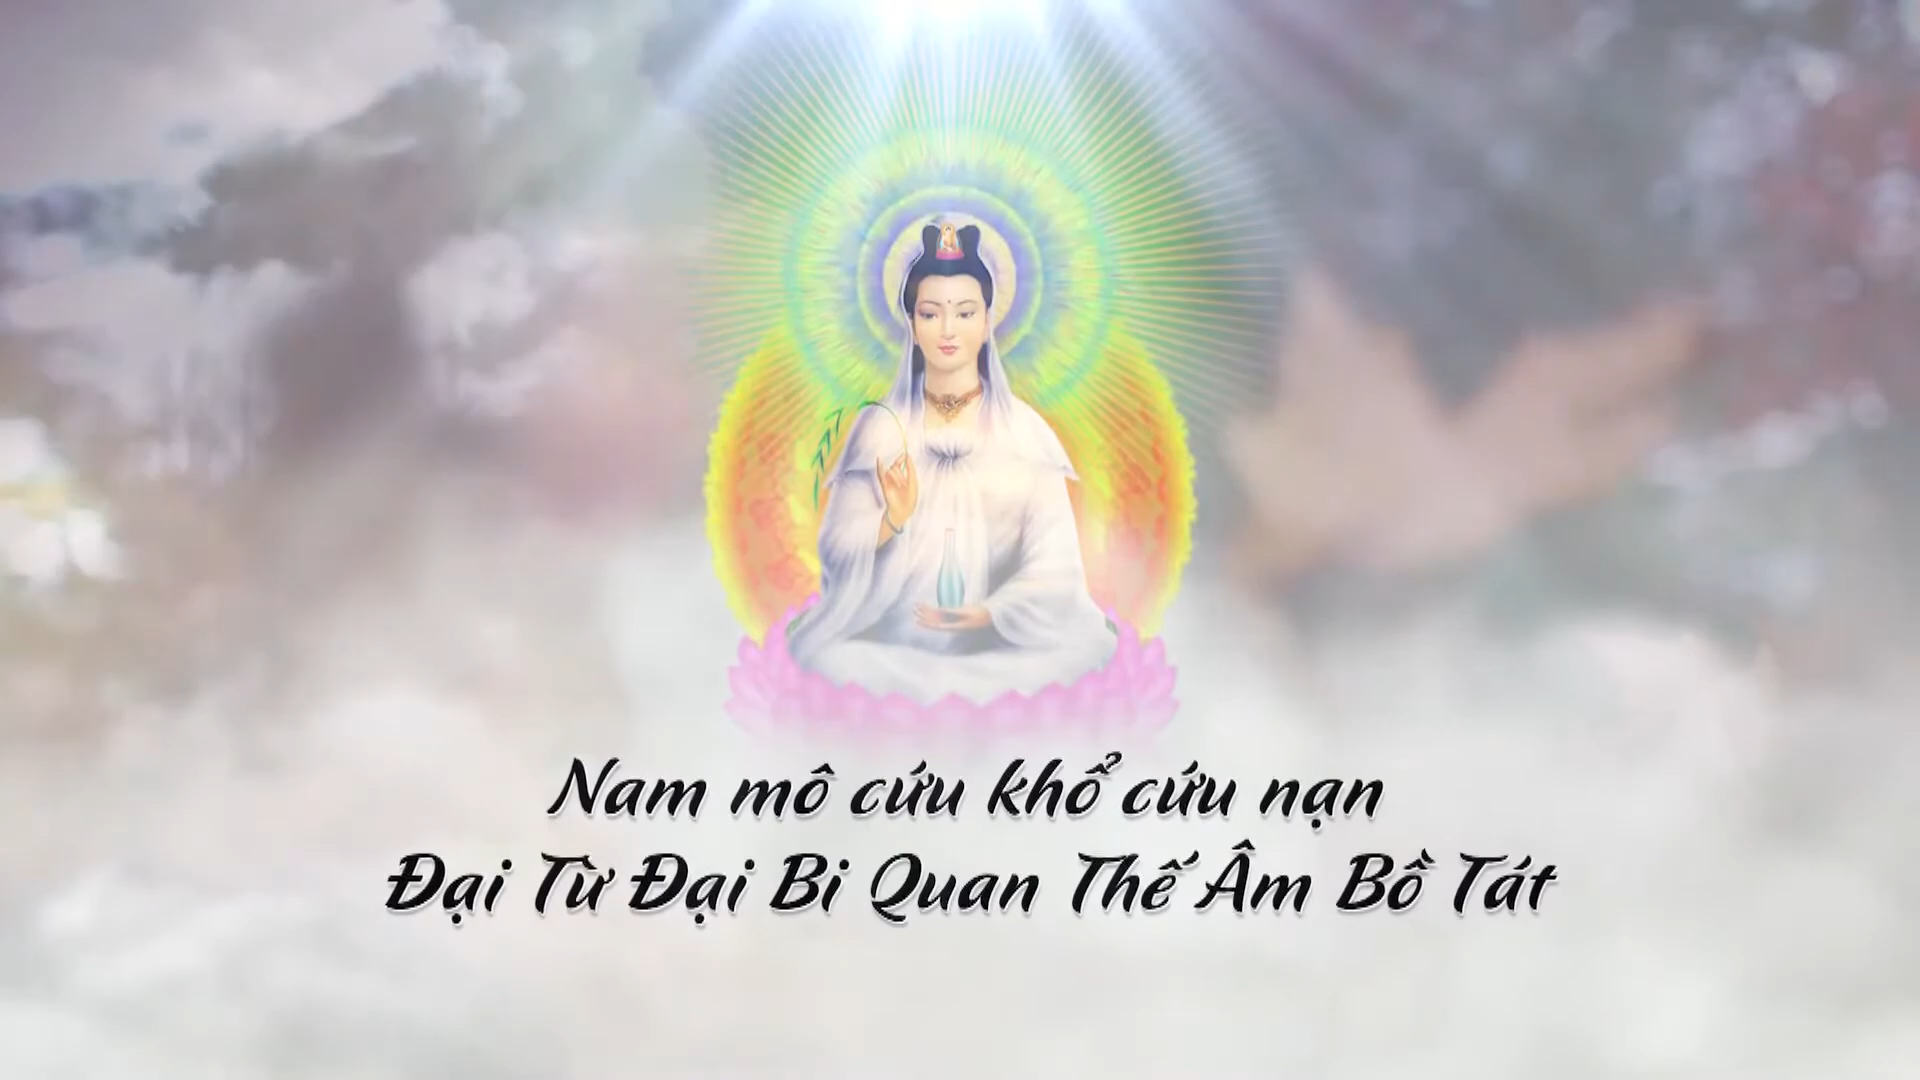 Nam mô cứu khổ cứu nạn
Đại Từ Đại Bi Quan Thế Âm Bồ Tát